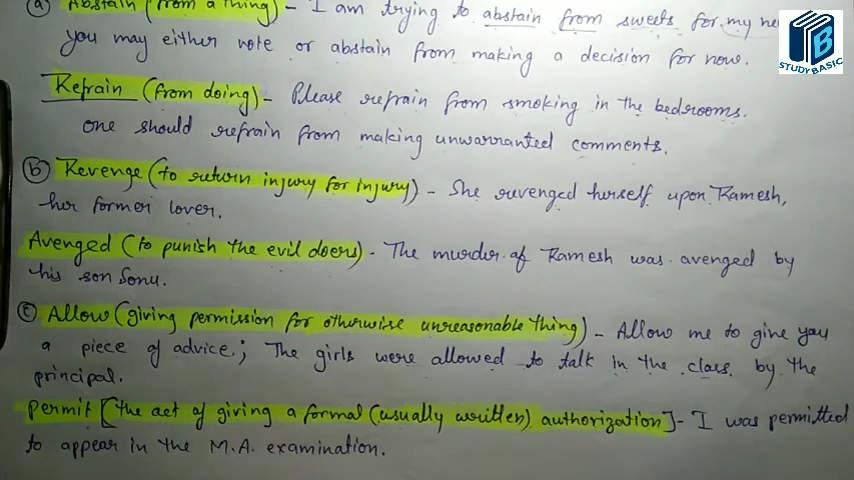 ⓐ Abstain (from a thing) - I am trying to abstain from sweets for my
you may either vote or abstain from making a decision for now.
Refrain (from doing) - Please refrain from smoking in the bedrooms.
one should refrain from making unwarranted comments.
ⓑ Revenge (to return injury for injury) - She revenged herself upon Ramesh,
her former lover.
Avenged (to punish the evil doers) - The murder of Ramesh was avenged by
his son Sonu.
ⓒ Allow (giving permission for otherwise unreasonable thing) - Allow me to give you
a piece of advice.; The girls were allowed to talk in the class by the
principal.
permit [the act of giving a formal (usually written) authorization] - I was permitted
to appear in the M.A. examination.
B
STUDY BASIC